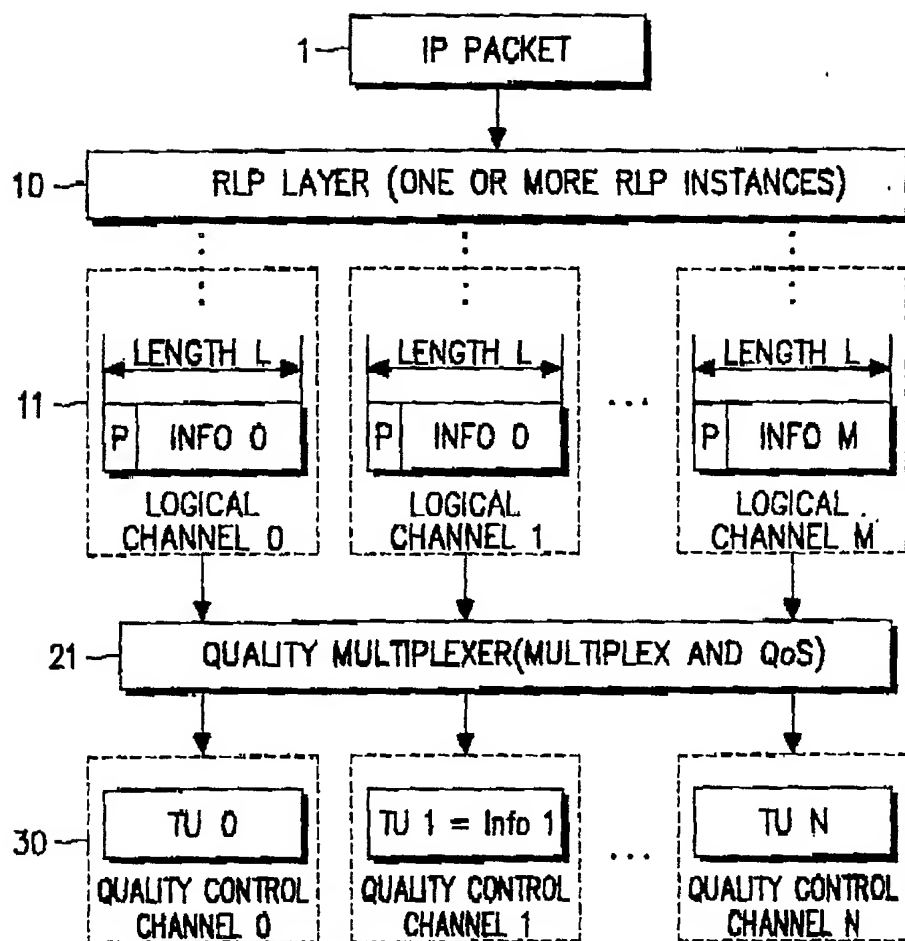 1
IP PACKET
10
RLP LAYER (ONE OR MORE RLP INSTANCES)
LENGTH L
LENGTH L
LENGTH L
11
P INFO 0
P INFO 0
...
P INFO M
LOGICAL
CHANNEL 0
LOGICAL
CHANNEL 1
LOGICAL
CHANNEL M
21
QUALITY MULTIPLEXER(MULTIPLEX AND QoS)
30
TU 0
TU 1 = Info 1
...
TU N
QUALITY CONTROL
CHANNEL 0
QUALITY CONTROL
CHANNEL 1
QUALITY CONTROL
CHANNEL N